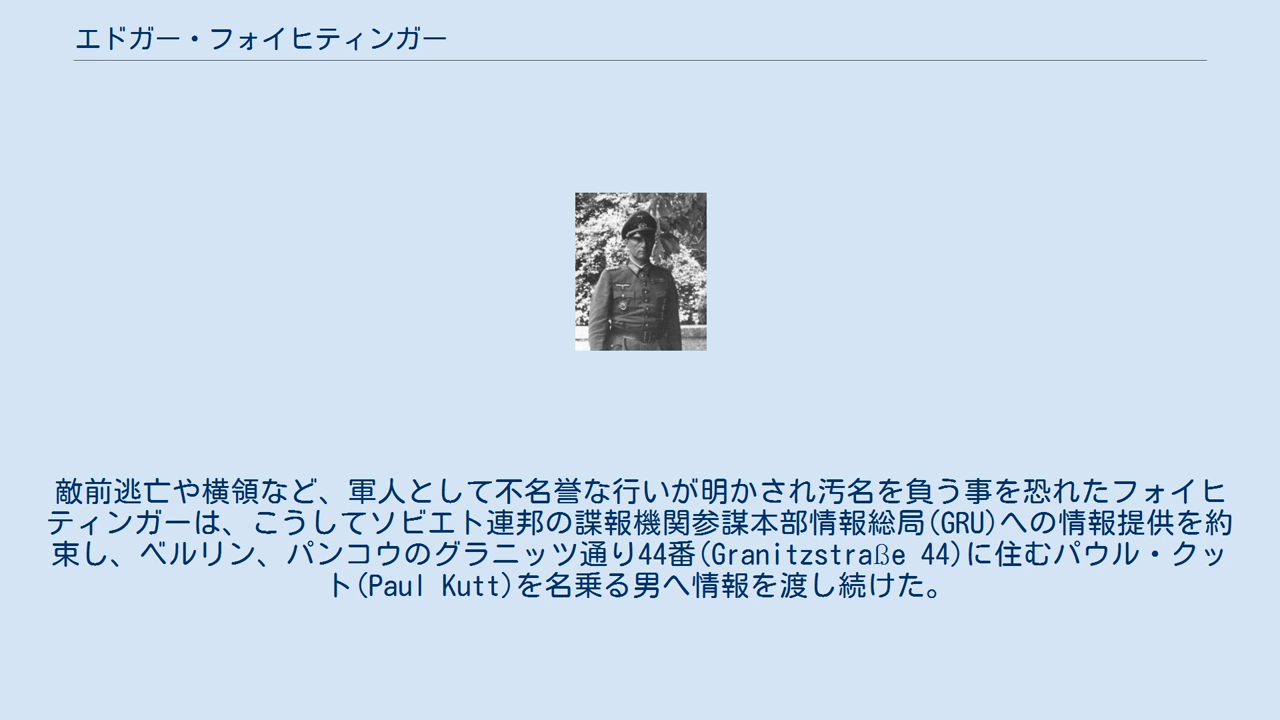 エドガー・フォイヒティンガー
敵前逃亡や横領など、軍人として不名誉な行いが明かされ汚名を負う事を恐れたフォイヒ
ティンガーは、こうしてソビエト連邦の諜報機関参謀本部情報総局(GRU)への情報提供を約
束し、ベルリン、パンコウのグラニッツ通り44番(Granitzstraße 44)に住むパウル・クッ
ト(Paul Kutt)を名乗る男へ情報を渡し続けた。